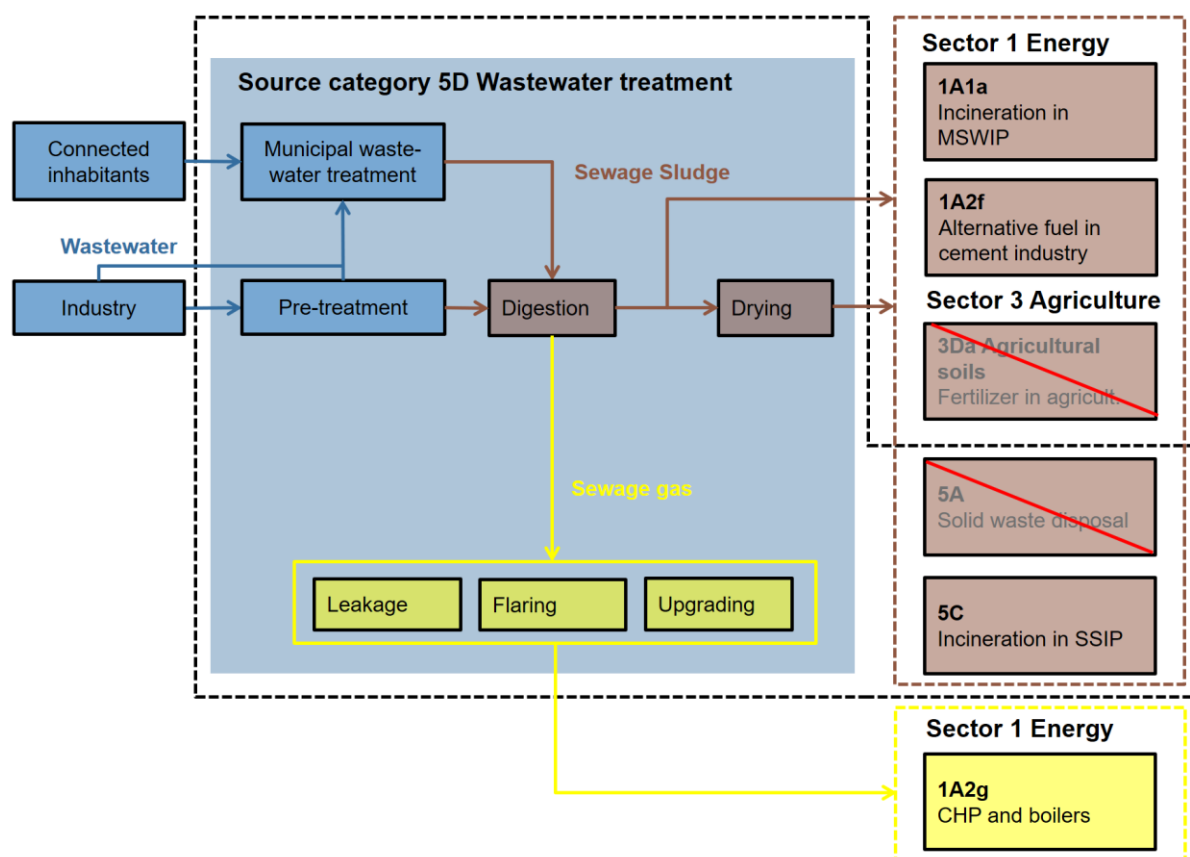 Sector 1 Energy
1A1a
Incineration in
MSWIP
Source category 5D Wastewater treatment
Connected
inhabitants
Municipal waste-
water treatment
Sewage Sludge
1A2f
Alternative fuel in
cement industry
Wastewater
Industry
Pre-treatment
Digestion
Drying
Sector 3 Agriculture
3Da Agricultural
soils
Fertilizer in agricult.
Sewage gas
5A
Solid waste disposal
Leakage
Flaring
Upgrading
5C
Incineration in SSIP
Sector 1 Energy
1A2g
CHP and boilers